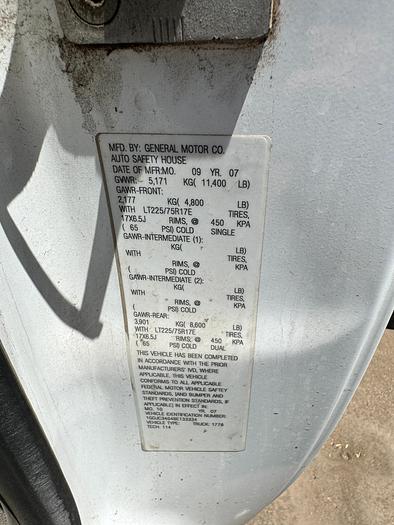 MFD. BY: GENERAL MOTOR CO.
AUTO SAFETY HOUSE
DATE OF MFR:MO. 09 YR. 07
GVWR: 5,171 KG( 11,400 LB)
GAWR-FRONT:
2,177 KG( 4,800 LB)
WITH LT225/75R17E TIRES,
17X6.5J RIMS, @ 450 KPA
( 65 PSI) COLD SINGLE
GAWR-INTERMEDIATE (1):
KG( LB)
WITH TIRES,
RIMS, @ KPA
( PSI) COLD
GAWR-INTERMEDIATE (2):
KG( LB)
WITH TIRES,
RIMS, @ KPA
( PSI) COLD
GAWR-REAR:
3,901 KG( 8,600 LB)
WITH LT225/75R17E TIRES,
17X6.5J RIMS, @ 450 KPA
( 65 PSI) COLD DUAL
THIS VEHICLE HAS BEEN COMPLETED
IN ACCORDANCE WITH THE PRIOR
MANUFACTURERS' IVD, WHERE
APPLICABLE. THIS VEHICLE
CONFORMS TO ALL APPLICABLE
FEDERAL MOTOR VEHICLE SAFTEY
STANDARDS, [AND BUMPER AND
THEFT PREVENTION STANDARDS, IF
APPLICABLE] IN EFFECT IN:
MO. 10 YR. 07
VEHICLE IDENTIFICATION NUMBER:
VEHICLE TYPE: TRUCK: 1778
TECH: 114